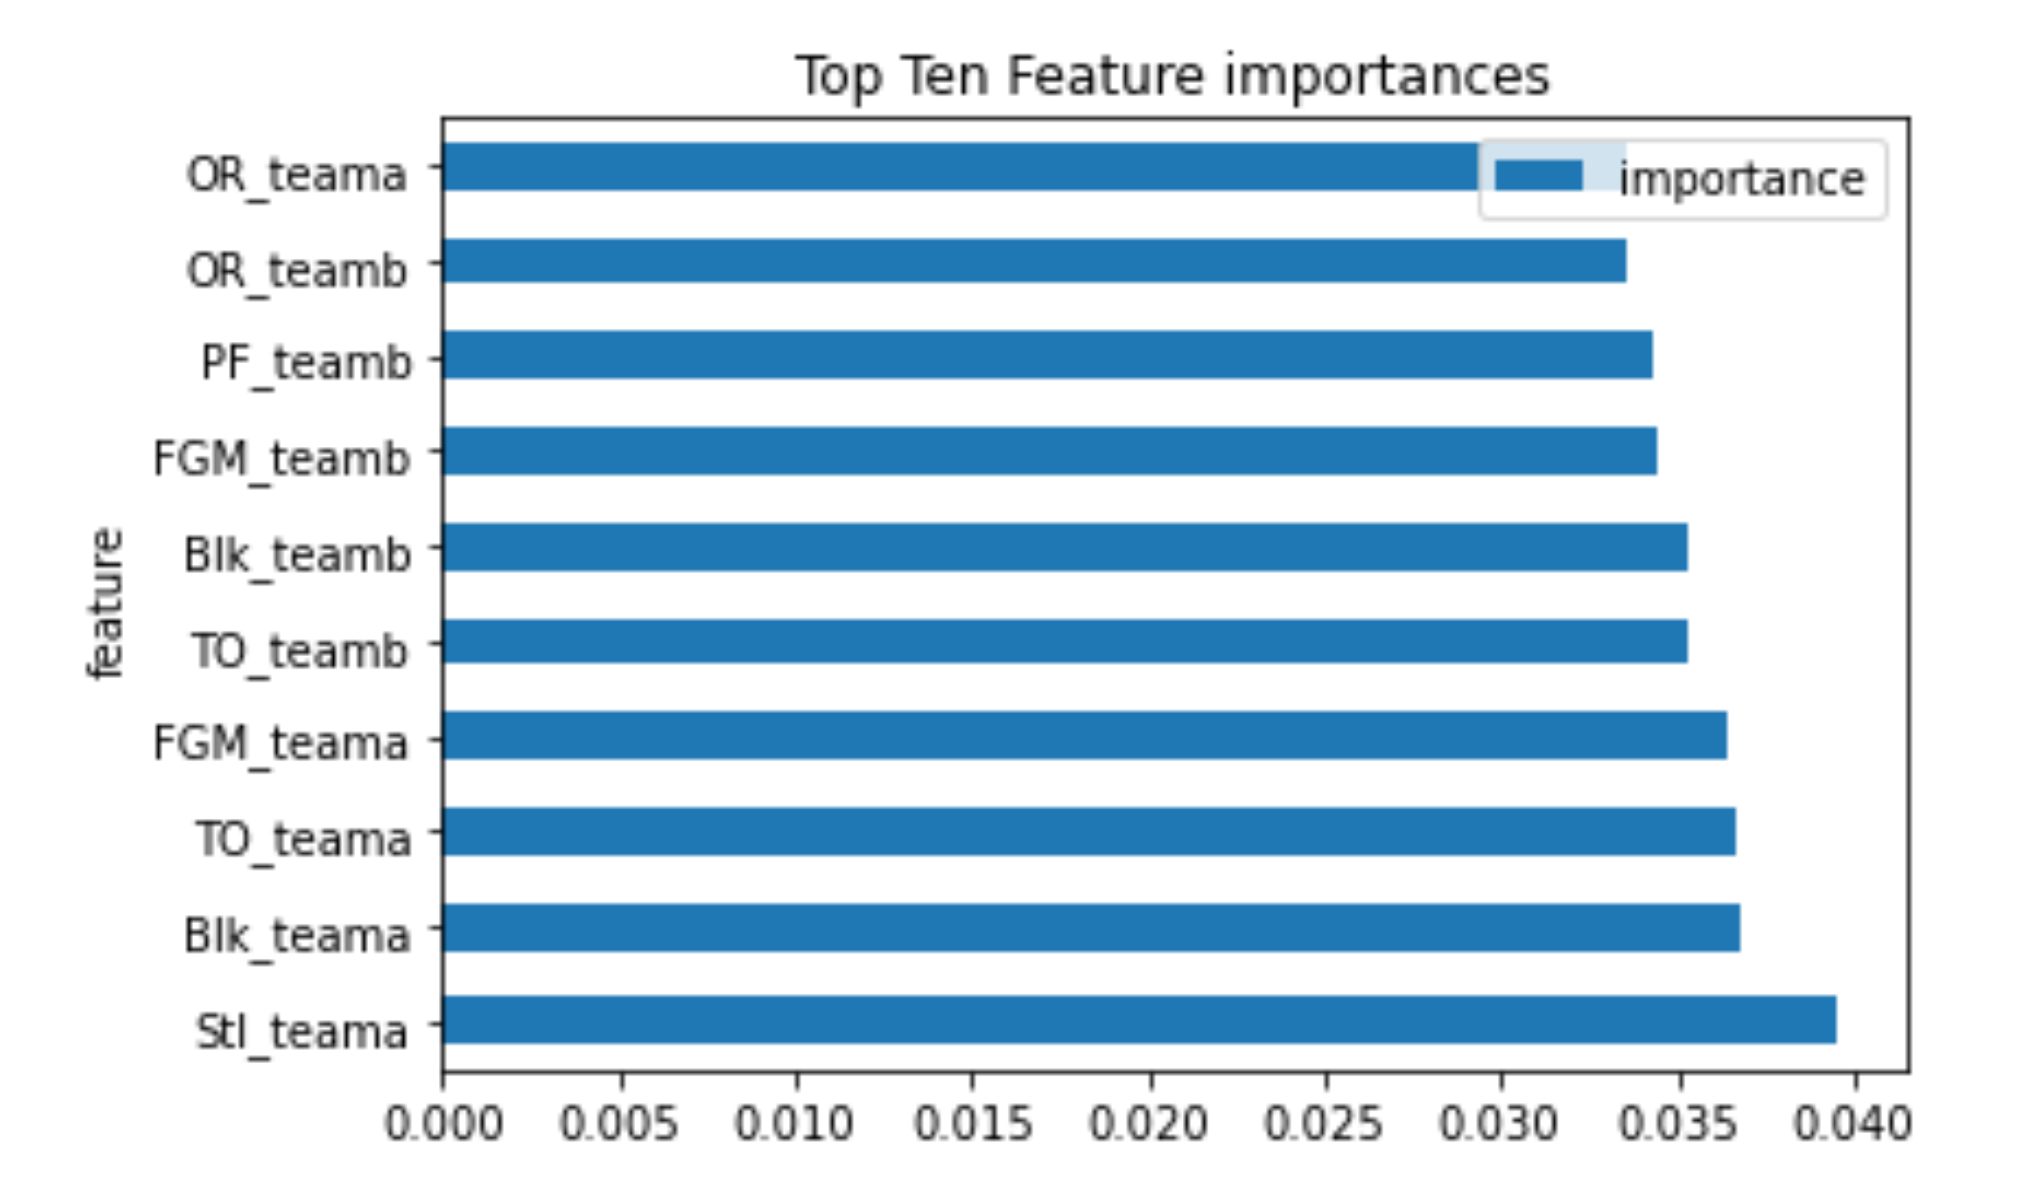 Top Ten Feature importances
importance
OR_teama
OR_teamb
PF_teamb
FGM_teamb
Blk_teamb
TO_teamb
FGM_teama
TO_teama
Blk_teama
Stl_teama
feature
0.000 0.005 0.010 0.015 0.020 0.025 0.030 0.035 0.040